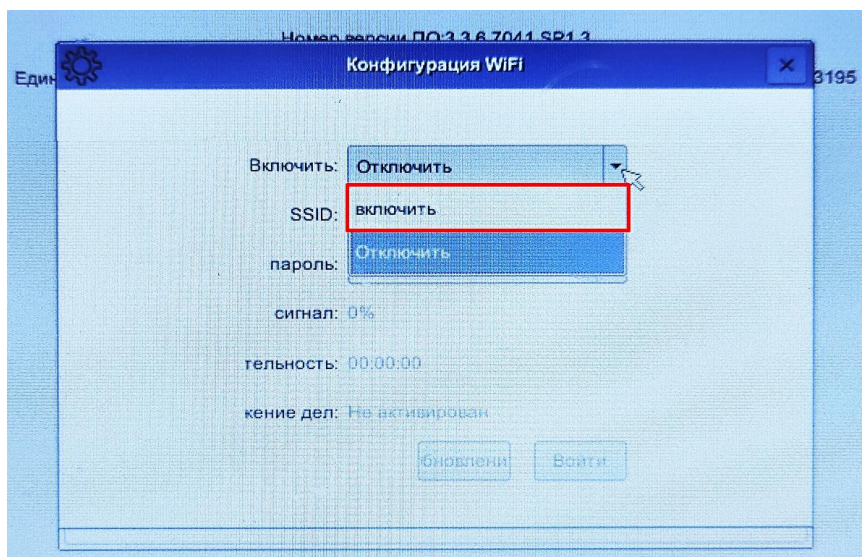 Номер версии ПО:3.3.6.7041.SP1.3
Конфигурация WiFi
Един
3195
Включить: Отключить
SSID: включить
Отключить
пароль:
сигнал: 0%
тельность: 00:00:00
жение дел: Не активирован
бновлени Войти